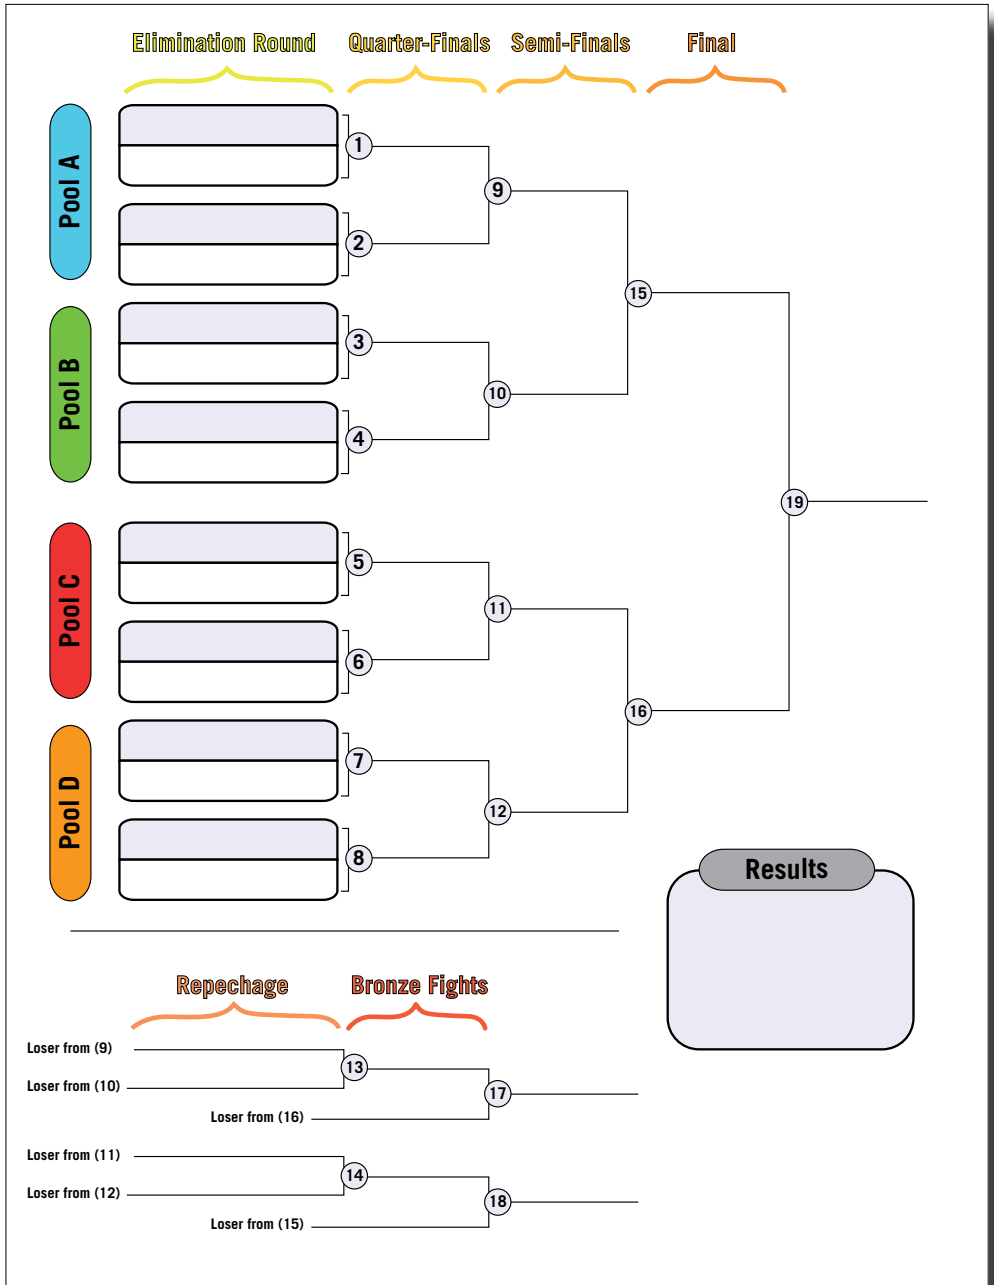 Elimination Round Quarter-Finals Semi-Finals Final
Pool A
1
2
9
Pool B
3
4
10
15
Pool C
5
6
11
Pool D
7
8
12
16
19
Results
Repechage Bronze Fights
Loser from (9)
Loser from (10)
13
Loser from (16)
17
Loser from (11)
Loser from (12)
14
Loser from (15)
18